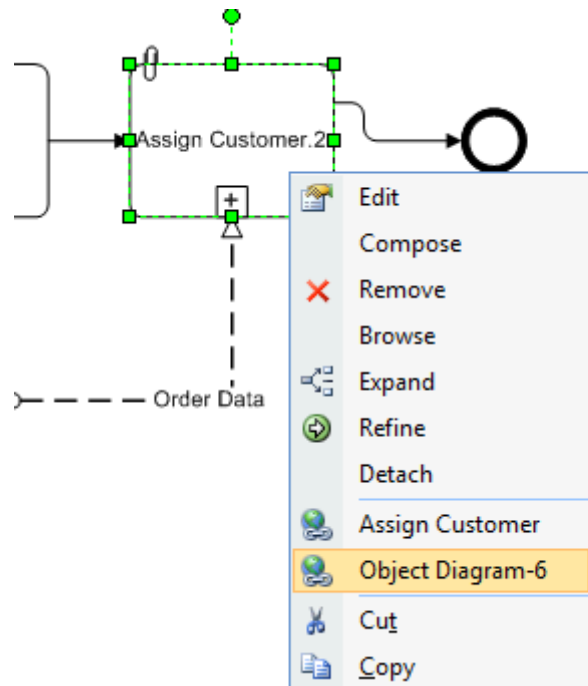 Assign Customer.2
Edit
Compose
Remove
Browse
Expand
Order Data
Refine
Detach
Assign Customer
Object Diagram-6
Cut
Copy